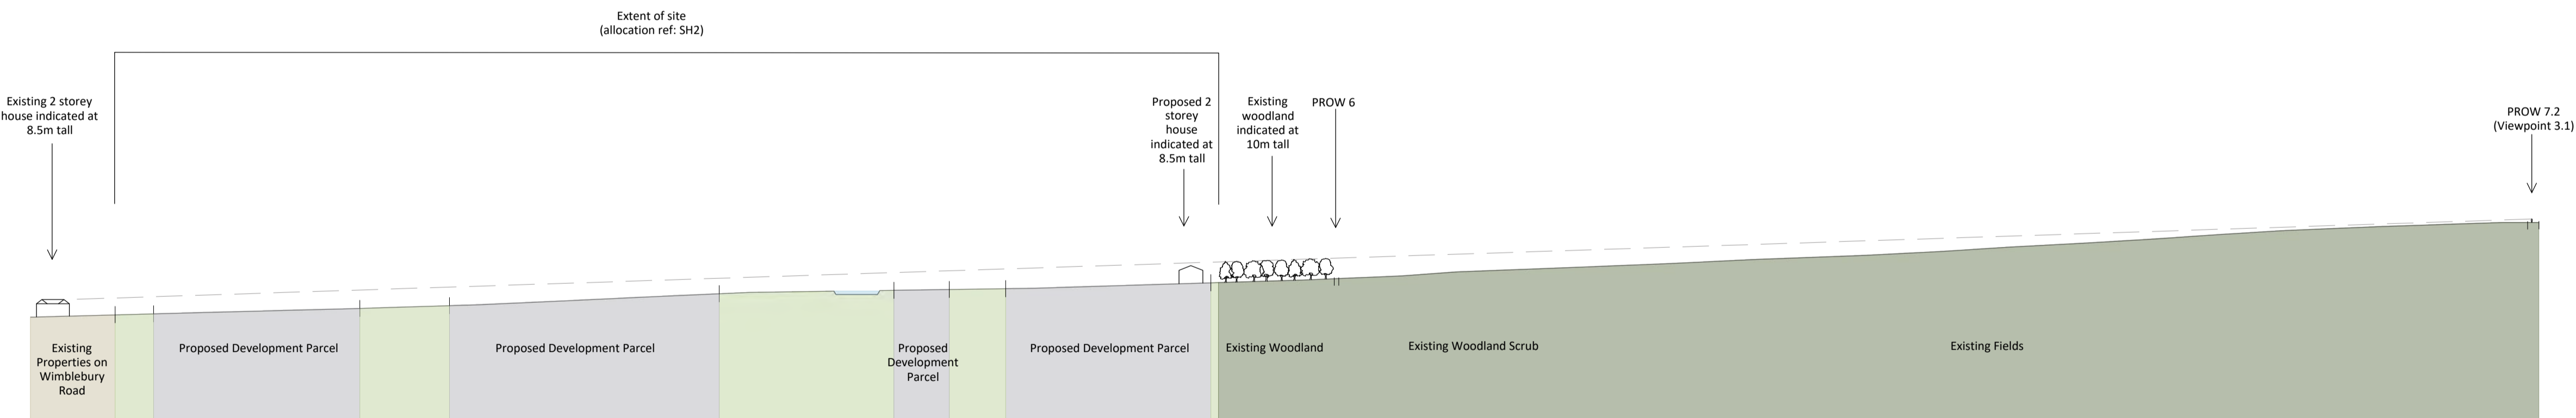 Extent of site
(allocation ref: SH2)
Existing 2 storey
house indicated at
8.5m tall
Proposed 2
storey
house
indicated at
8.5m tall
Existing
woodland
indicated at
10m tall
PROW 6
PROW 7.2
(Viewpoint 3.1)
Existing
Properties on
Wimblebury
Road
Proposed Development Parcel
Proposed Development Parcel
Proposed
Development
Parcel
Proposed Development Parcel
Existing Woodland
Existing Woodland Scrub
Existing Fields